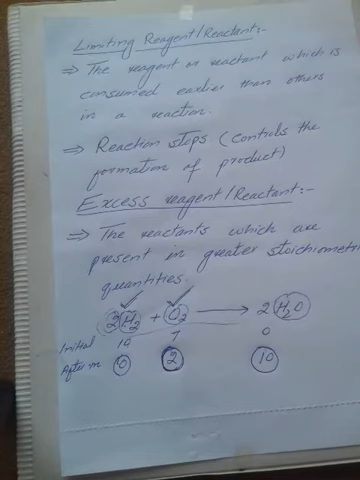 Limiting Reagent/Reactant:-
⇒ The reagent or reactant which is
consumed earlier than others
in a reaction.
⇒ Reaction stops (Controls the
formation of product)
Excess reagent/Reactant:-
⇒ The reactants which are
present in greater stoichiometri
quantities.
2H₂ + O₂ → 2H₂O
Initial 10 7 0
After rxn 0 2 10